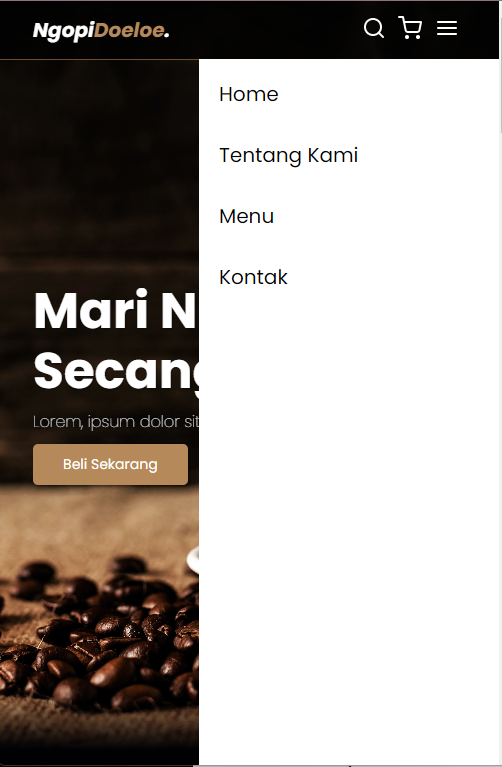 NgopiDoeloe.
Home
Tentang Kami
Menu
Kontak
Mari N
Secang
Lorem, ipsum dolor sit
Beli Sekarang